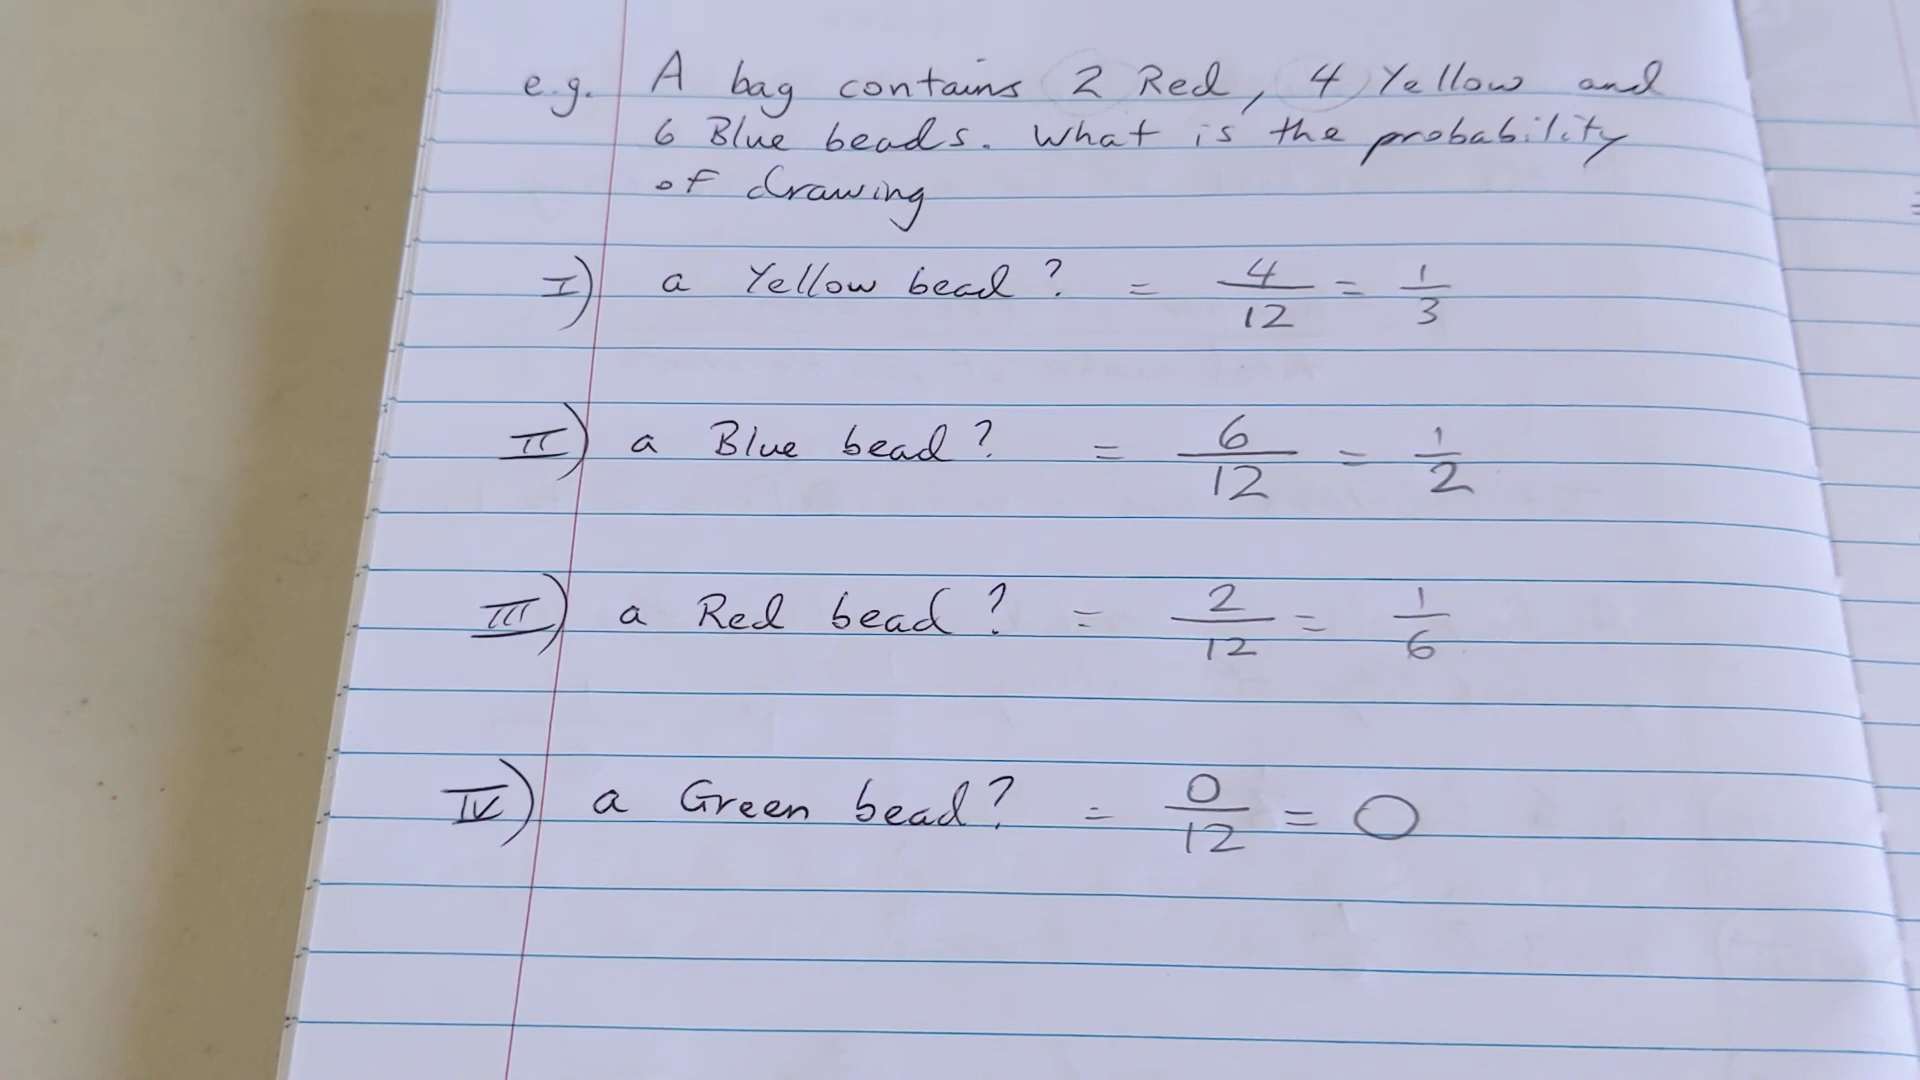 e.g. A bag contains 2 Red, 4 Yellow and
6 Blue beads. What is the probability
of drawing
I) a Yellow bead? = 4/12 = 1/3
II) a Blue bead? = 6/12 = 1/2
III) a Red bead? = 2/12 = 1/6
IV) a Green bead? = 0/12 = 0